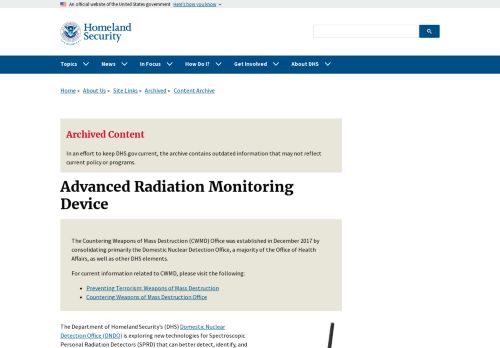 An official website of the United States government Here's how you know
Homeland
Security
Topics News In Focus How Do I? Get Involved About DHS
Home About Us Site Links Archived Content Archive
Archived Content
In an effort to keep DHS.gov current, the archive contains outdated information that may not reflect
current policy or programs.
Advanced Radiation Monitoring
Device
The Countering Weapons of Mass Destruction (CWMD) Office was established in December 2017 by
consolidating primarily the Domestic Nuclear Detection Office, a majority of the Office of Health
Affairs, as well as other DHS elements.
For current information related to CWMD, please visit the following:
Preventing Terrorism: Weapons of Mass Destruction
Countering Weapons of Mass Destruction Office
The Department of Homeland Security's (DHS) Domestic Nuclear
Detection Office (DNDO) is exploring new technologies for Spectroscopic
Personal Radiation Detectors (SPRD) that can better detect, identify, and